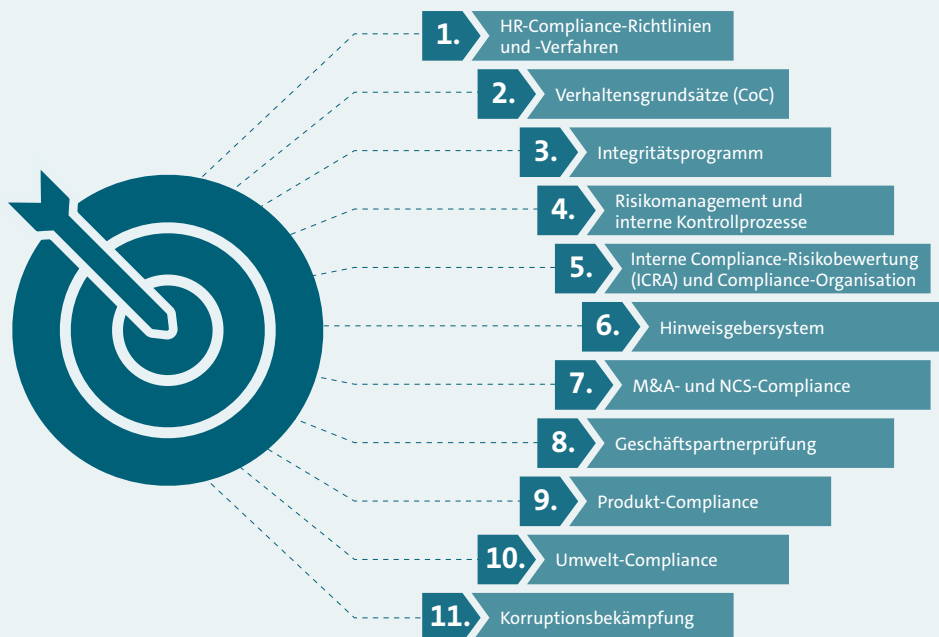 1. HR-Compliance-Richtlinien
und -Verfahren
2. Verhaltensgrundsätze (CoC)
3. Integritätsprogramm
4. Risikomanagement und
interne Kontrollprozesse
5. Interne Compliance-Risikobewertung
(ICRA) und Compliance-Organisation
6. Hinweisgebersystem
7. M&A- und NCS-Compliance
8. Geschäftspartnerprüfung
9. Produkt-Compliance
10. Umwelt-Compliance
11. Korruptionsbekämpfung